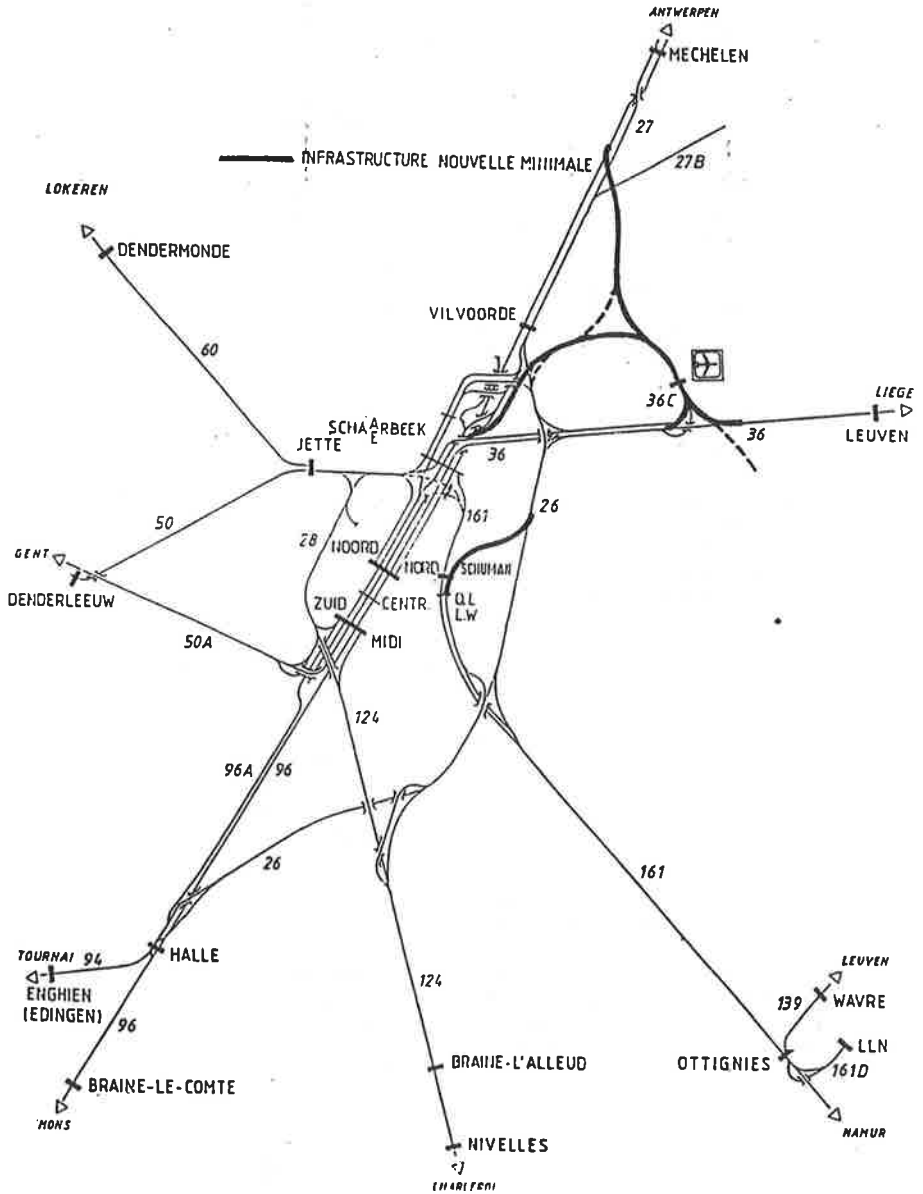 ANTWERPEN
MECHELEN
27
INFRASTRUCTURE NOUVELLE MINIMALE
27B
LOKEREN
DENDERMONDE
VILVOORDE
60
36C
LIEGE
LEUVEN
SCHAARBEEK
E
JETTE
36
36
50
161
26
28
GENT
NOORD
NORD
SCHUMAN
DENDERLEEUW
ZUID
CENTR.
Q.L
L.W
50A
MIDI
124
96A
96
26
161
TOURNAI
94
HALLE
ENGHIEN
(EDINGEN)
96
124
LEUVEN
139
WAVRE
LLN
OTTIGNIES
161D
BRAINE-L'ALLEUD
BRAINE-LE-COMTE
MONS
NAMUR
NIVELLES
CHARLEROI